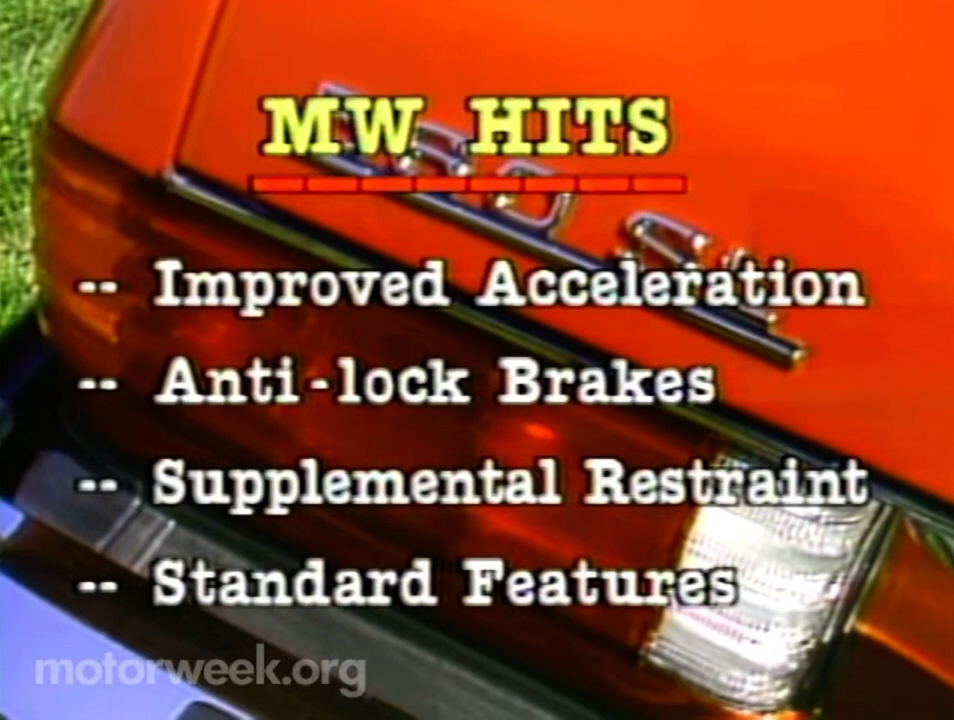 MW HITS
-- Improved Acceleration
-- Anti-lock Brakes
-- Supplemental Restraint
-- Standard Features
motorweek.org